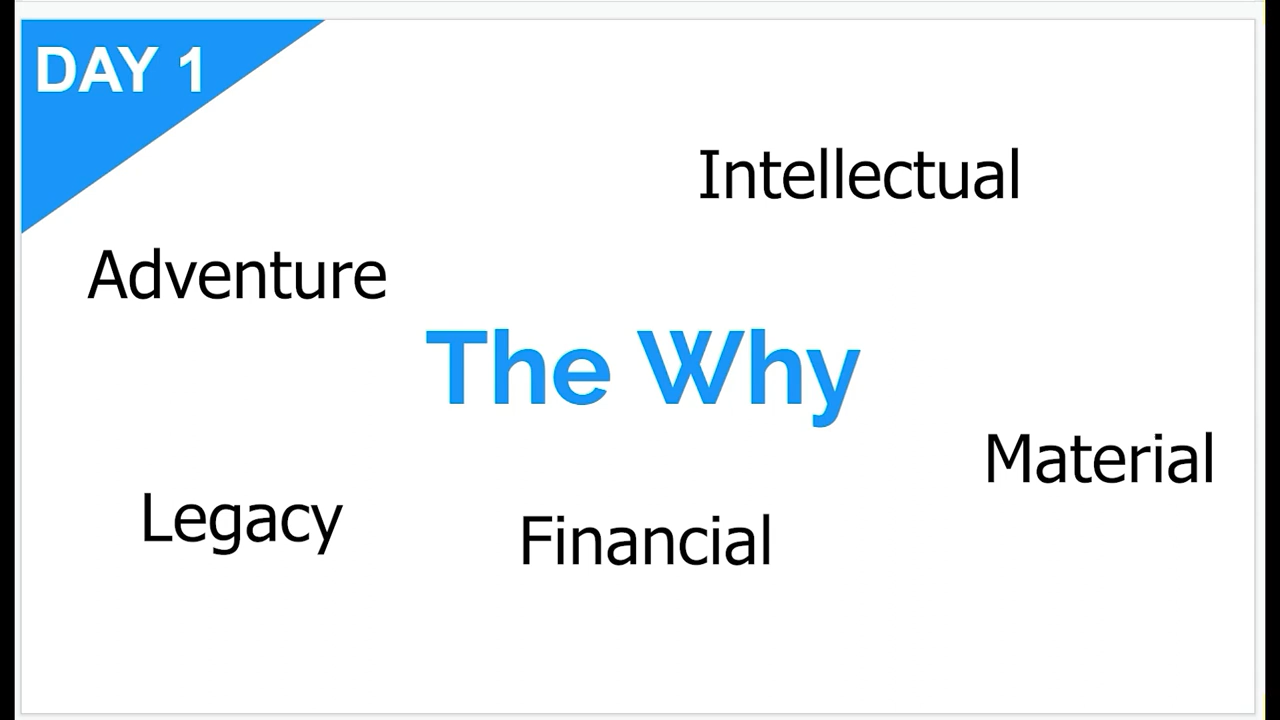 DAY 1
Intellectual
Adventure
The Why
Material
Legacy
Financial